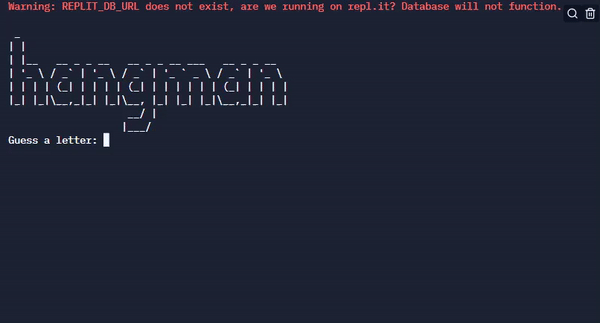 Warning: REPLIT_DB_URL does not exist, are we running on repl.it? Database will not function.
hangman
Guess a letter: